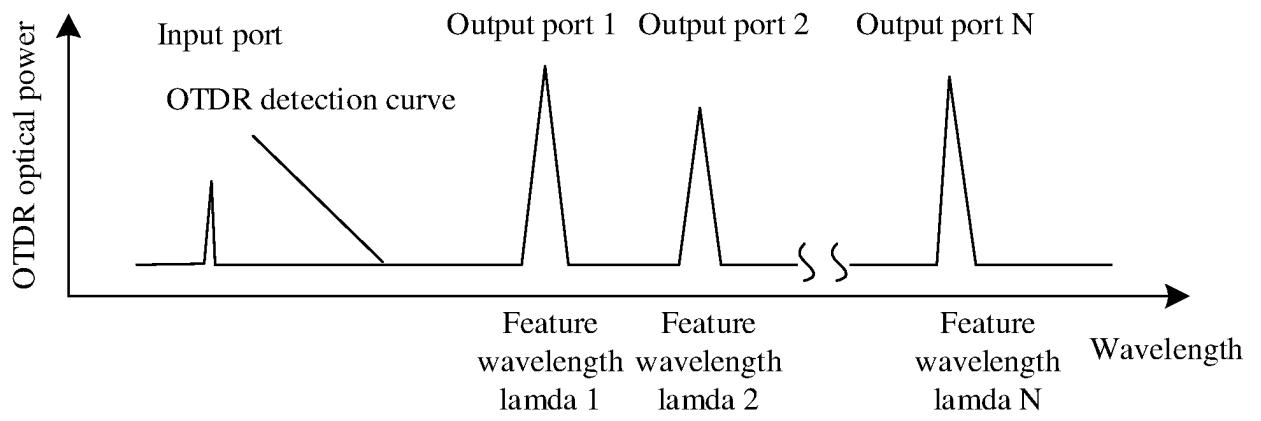 OTDR optical power
Input port
Output port 1
Output port 2
Output port N
OTDR detection curve
Feature
wavelength
lamda 1
Feature
wavelength
lamda 2
Feature
wavelength
lamda N
Wavelength